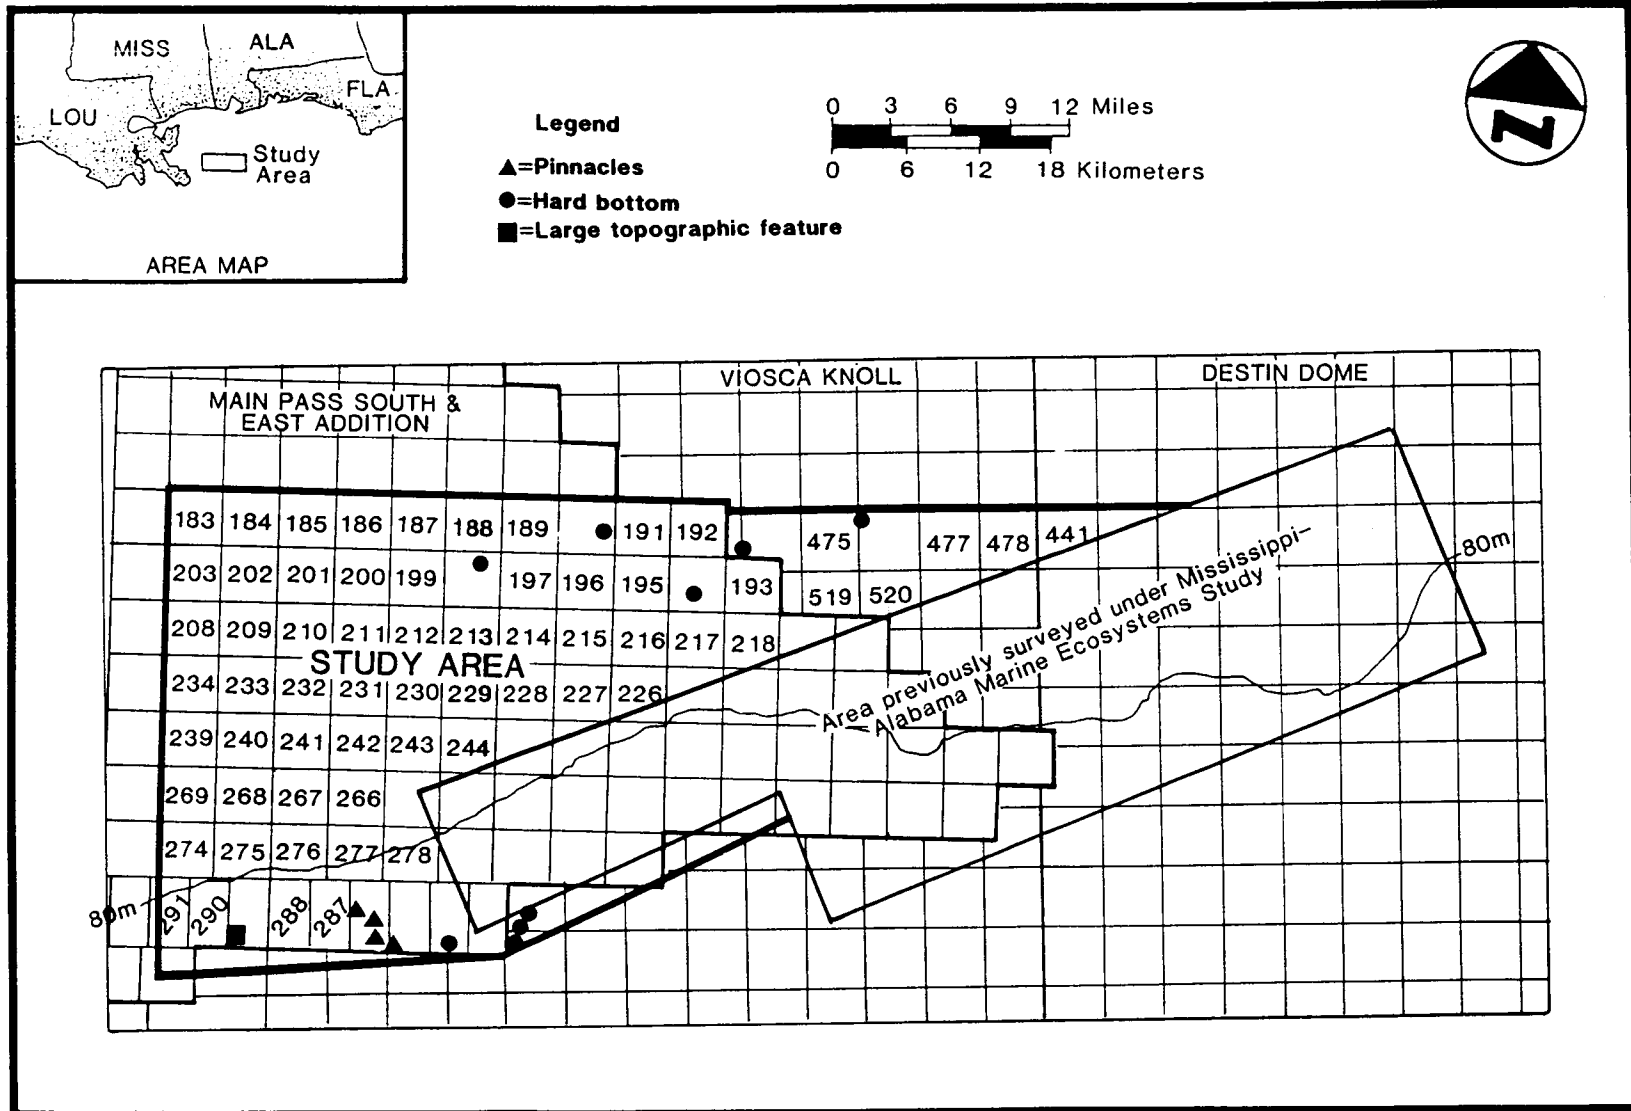 MISS
ALA
FLA
LOU
Study
Area
AREA MAP
Legend
▲=Pinnacles
●=Hard bottom
■=Large topographic feature
0 3 6 9 12 Miles
0 6 12 18 Kilometers
N
VIOSCA KNOLL
DESTIN DOME
MAIN PASS SOUTH &
EAST ADDITION
183 184 185 186 187 188 189 191 192 475 477 478 441
203 202 201 200 199 197 196 195 193 519 520
208 209 210 211 212 213 214 215 216 217 218
STUDY AREA
234 233 232 231 230 229 228 227 226
239 240 241 242 243 244
269 268 267 266
274 275 276 277 278
291 290 288 287
80m
80m
Area previously surveyed under Mississippi-
Alabama Marine Ecosystems Study